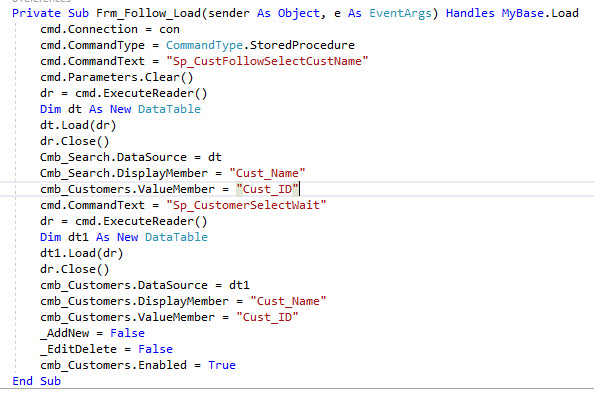 Private Sub Frm_Follow_Load(sender As Object, e As EventArgs) Handles MyBase.Load
cmd.Connection = con
cmd.CommandType = CommandType.StoredProcedure
cmd.CommandText = "Sp_CustFollowSelectCustName"
cmd.Parameters.Clear()
dr = cmd.ExecuteReader()
Dim dt As New DataTable
dt.Load(dr)
dr.Close()
Cmb_Search.DataSource = dt
Cmb_Search.DisplayMember = "Cust_Name"
cmb_Customers.ValueMember = "Cust_ID"
cmd.CommandText = "Sp_CustomerSelectWait"
dr = cmd.ExecuteReader()
Dim dt1 As New DataTable
dt1.Load(dr)
dr.Close()
cmb_Customers.DataSource = dt1
cmb_Customers.DisplayMember = "Cust_Name"
cmb_Customers.ValueMember = "Cust_ID"
_AddNew = False
_EditDelete = False
cmb_Customers.Enabled = True
End Sub